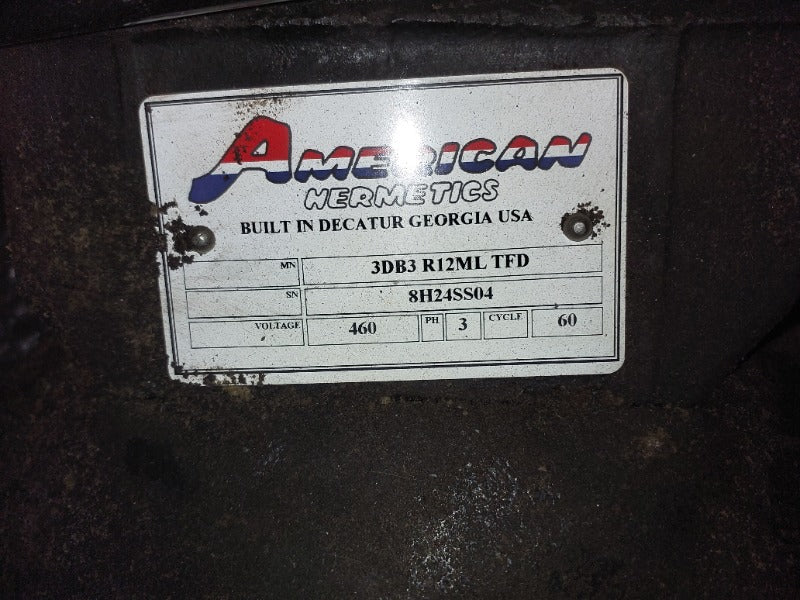 AMERICAN
HERMETICS
BUILT IN DECATUR GEORGIA USA
MN 3DB3 R12ML TFD
SN 8H24SS04
VOLTAGE 460 PH 3 CYCLE 60